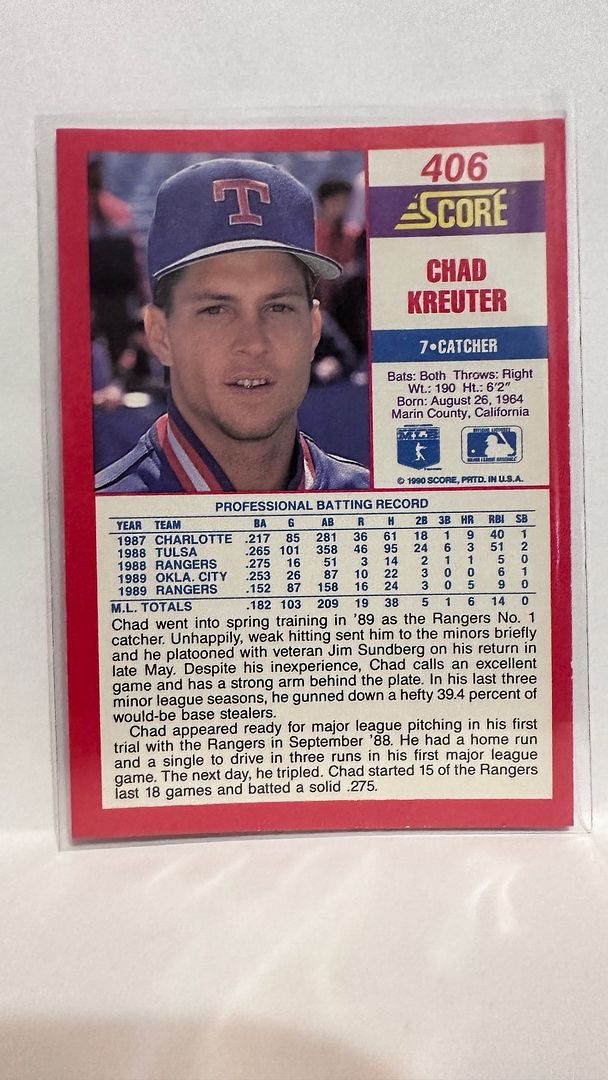 T
406
SCORE
CHAD
KREUTER
7•CATCHER
Bats: Both Throws: Right
Wt.: 190 Ht.: 6'2"
Born: August 26, 1964
Marin County, California
© 1990 SCORE, PRTD. IN U.S.A.
PROFESSIONAL BATTING RECORD
YEAR TEAM BA G AB R H 2B 3B HR RBI SB
1987 CHARLOTTE .217 85 281 36 61 18 1 9 40 1
1988 TULSA .265 101 358 46 95 24 6 3 51 2
1988 RANGERS .275 16 51 3 14 2 1 1 5 0
1989 OKLA. CITY .253 26 87 10 22 3 0 0 6 1
1989 RANGERS .152 87 158 16 24 3 0 5 9 0
M.L. TOTALS .182 103 209 19 38 5 1 6 14 0
Chad went into spring training in '89 as the Rangers No. 1
catcher. Unhappily, weak hitting sent him to the minors briefly
and he platooned with veteran Jim Sundberg on his return in
late May. Despite his inexperience, Chad calls an excellent
game and has a strong arm behind the plate. In his last three
minor league seasons, he gunned down a hefty 39.4 percent of
would-be base stealers.
Chad appeared ready for major league pitching in his first
trial with the Rangers in September '88. He had a home run
and a single to drive in three runs in his first major league
game. The next day, he tripled. Chad started 15 of the Rangers
last 18 games and batted a solid .275.